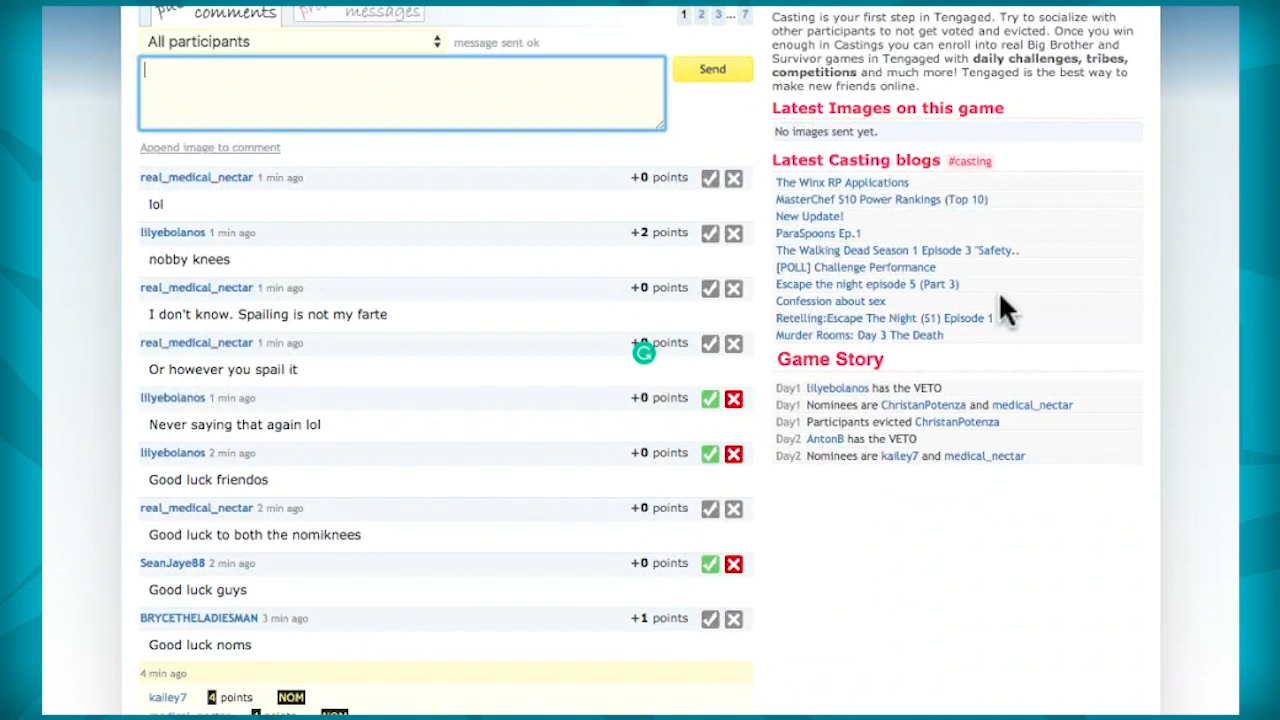 comments
messages
1 2 3 ... 7
All participants
message sent ok
Send
Append image to comment
real_medical_nectar 1 min ago
+0 points
lol
lilyebolanos 1 min ago
+2 points
nobby knees
real_medical_nectar 1 min ago
+0 points
I don't know. Spailing is not my farte
real_medical_nectar 1 min ago
points
Or however you spail it
lilyebolanos 1 min ago
+0 points
Never saying that again lol
lilyebolanos 2 min ago
+0 points
Good luck friendos
real_medical_nectar 2 min ago
+0 points
Good luck to both the nomiknees
SeanJaye88 2 min ago
+0 points
Good luck guys
BRYCETHELADIESMAN 3 min ago
+1 points
Good luck noms
4 min ago
kailey7 4 points NOM
Casting is your first step in Tengaged. Try to socialize with
other participants to not get voted and evicted. Once you win
enough in Castings you can enroll into real Big Brother and
Survivor games in Tengaged with daily challenges, tribes,
competitions and much more! Tengaged is the best way to
make new friends online.
Latest Images on this game
No images sent yet.
Latest Casting blogs #casting
The Winx RP Applications
MasterChef S10 Power Rankings (Top 10)
New Update!
ParaSpoons Ep.1
The Walking Dead Season 1 Episode 3 "Safety..
[POLL] Challenge Performance
Escape the night episode 5 (Part 3)
Confession about sex
Retelling:Escape The Night (S1) Episode 1
Murder Rooms: Day 3 The Death
Game Story
Day1 lilyebolanos has the VETO
Day1 Nominees are ChristanPotenza and medical_nectar
Day1 Participants evicted ChristanPotenza
Day2 AntonB has the VETO
Day2 Nominees are kailey7 and medical_nectar